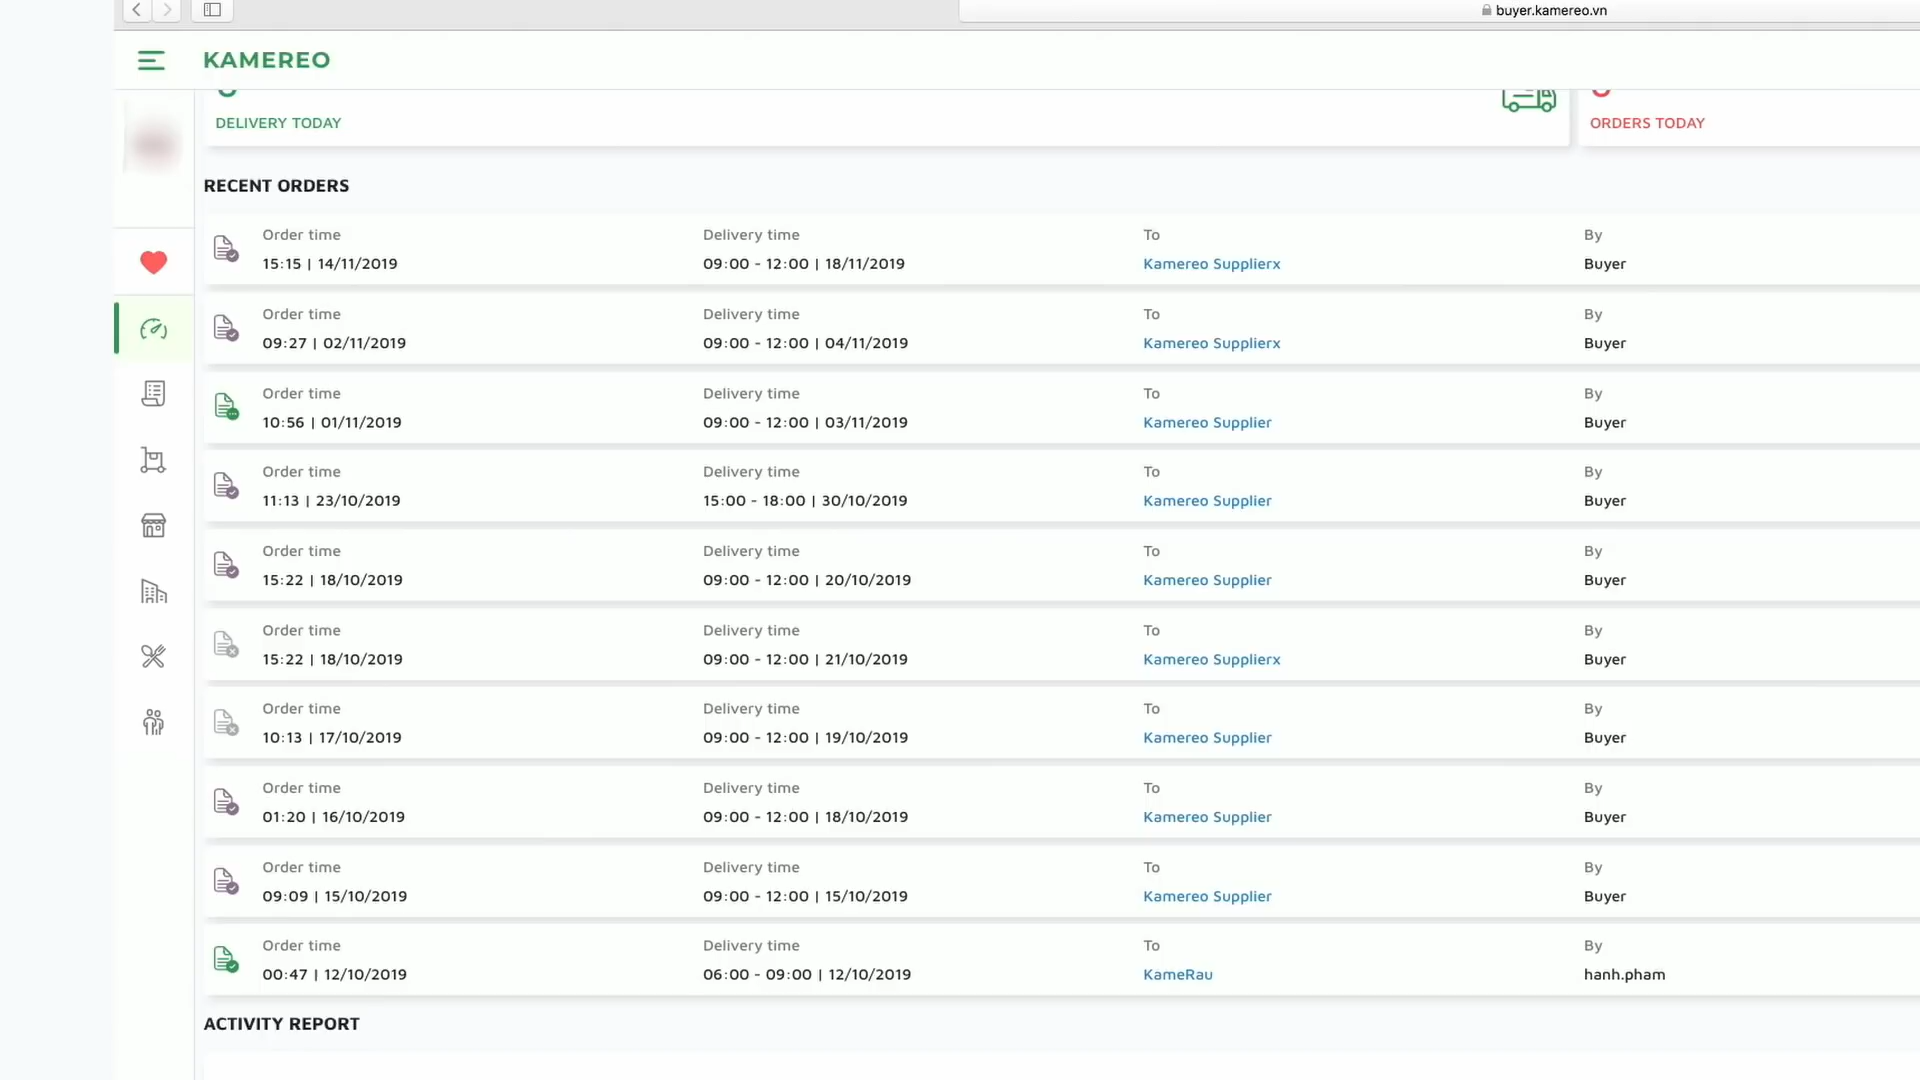 buyer.kamereo.vn
KAMEREO
DELIVERY TODAY
ORDERS TODAY
RECENT ORDERS
Order time Delivery time To By
15:15 | 14/11/2019 09:00 - 12:00 | 18/11/2019 Kamereo Supplierx Buyer
Order time Delivery time To By
09:27 | 02/11/2019 09:00 - 12:00 | 04/11/2019 Kamereo Supplierx Buyer
Order time Delivery time To By
10:56 | 01/11/2019 09:00 - 12:00 | 03/11/2019 Kamereo Supplier Buyer
Order time Delivery time To By
11:13 | 23/10/2019 15:00 - 18:00 | 30/10/2019 Kamereo Supplier Buyer
Order time Delivery time To By
15:22 | 18/10/2019 09:00 - 12:00 | 20/10/2019 Kamereo Supplier Buyer
Order time Delivery time To By
15:22 | 18/10/2019 09:00 - 12:00 | 21/10/2019 Kamereo Supplierx Buyer
Order time Delivery time To By
10:13 | 17/10/2019 09:00 - 12:00 | 19/10/2019 Kamereo Supplier Buyer
Order time Delivery time To By
01:20 | 16/10/2019 09:00 - 12:00 | 18/10/2019 Kamereo Supplier Buyer
Order time Delivery time To By
09:09 | 15/10/2019 09:00 - 12:00 | 15/10/2019 Kamereo Supplier Buyer
Order time Delivery time To By
00:47 | 12/10/2019 06:00 - 09:00 | 12/10/2019 KameRau hanh.pham
ACTIVITY REPORT